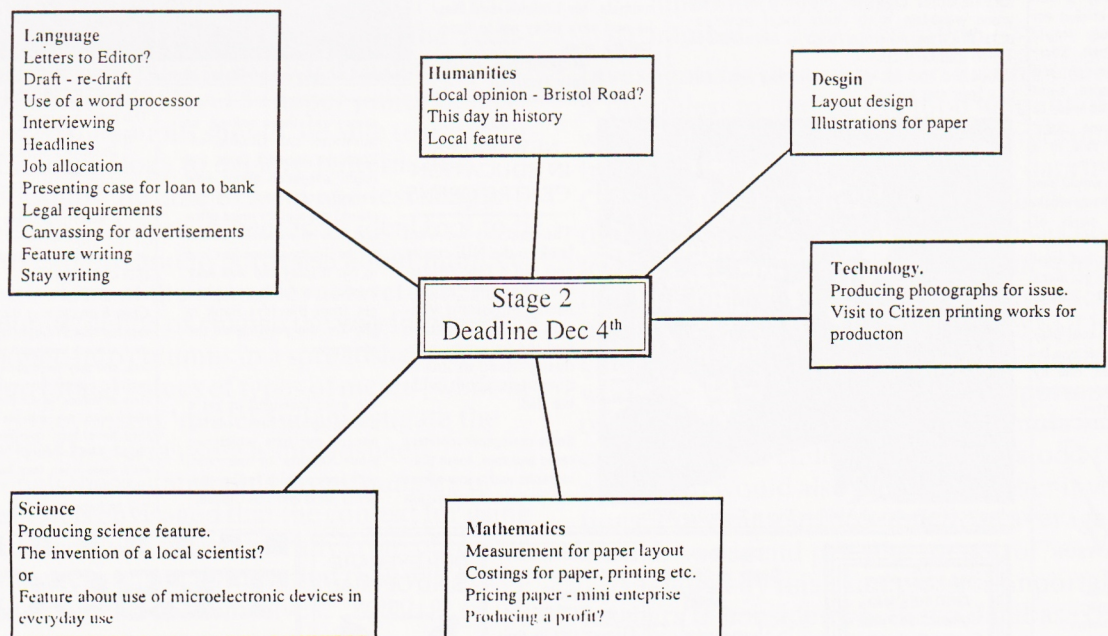 Language
Letters to Editor?
Draft - re-draft
Use of a word processor
Interviewing
Headlines
Job allocation
Presenting case for loan to bank
Legal requirements
Canvassing for advertisements
Feature writing
Stay writing
Humanities
Local opinion - Bristol Road?
This day in history
Local feature
Desgin
Layout design
Illustrations for paper
Stage 2
Deadline Dec 4th
Technology.
Producing photographs for issue.
Visit to Citizen printing works for
producton
Science
Producing science feature.
The invention of a local scientist?
or
Feature about use of microelectronic devices in
everyday use
Mathematics
Measurement for paper layout
Costings for paper, printing etc.
Pricing paper - mini enteprise
Producing a profit?